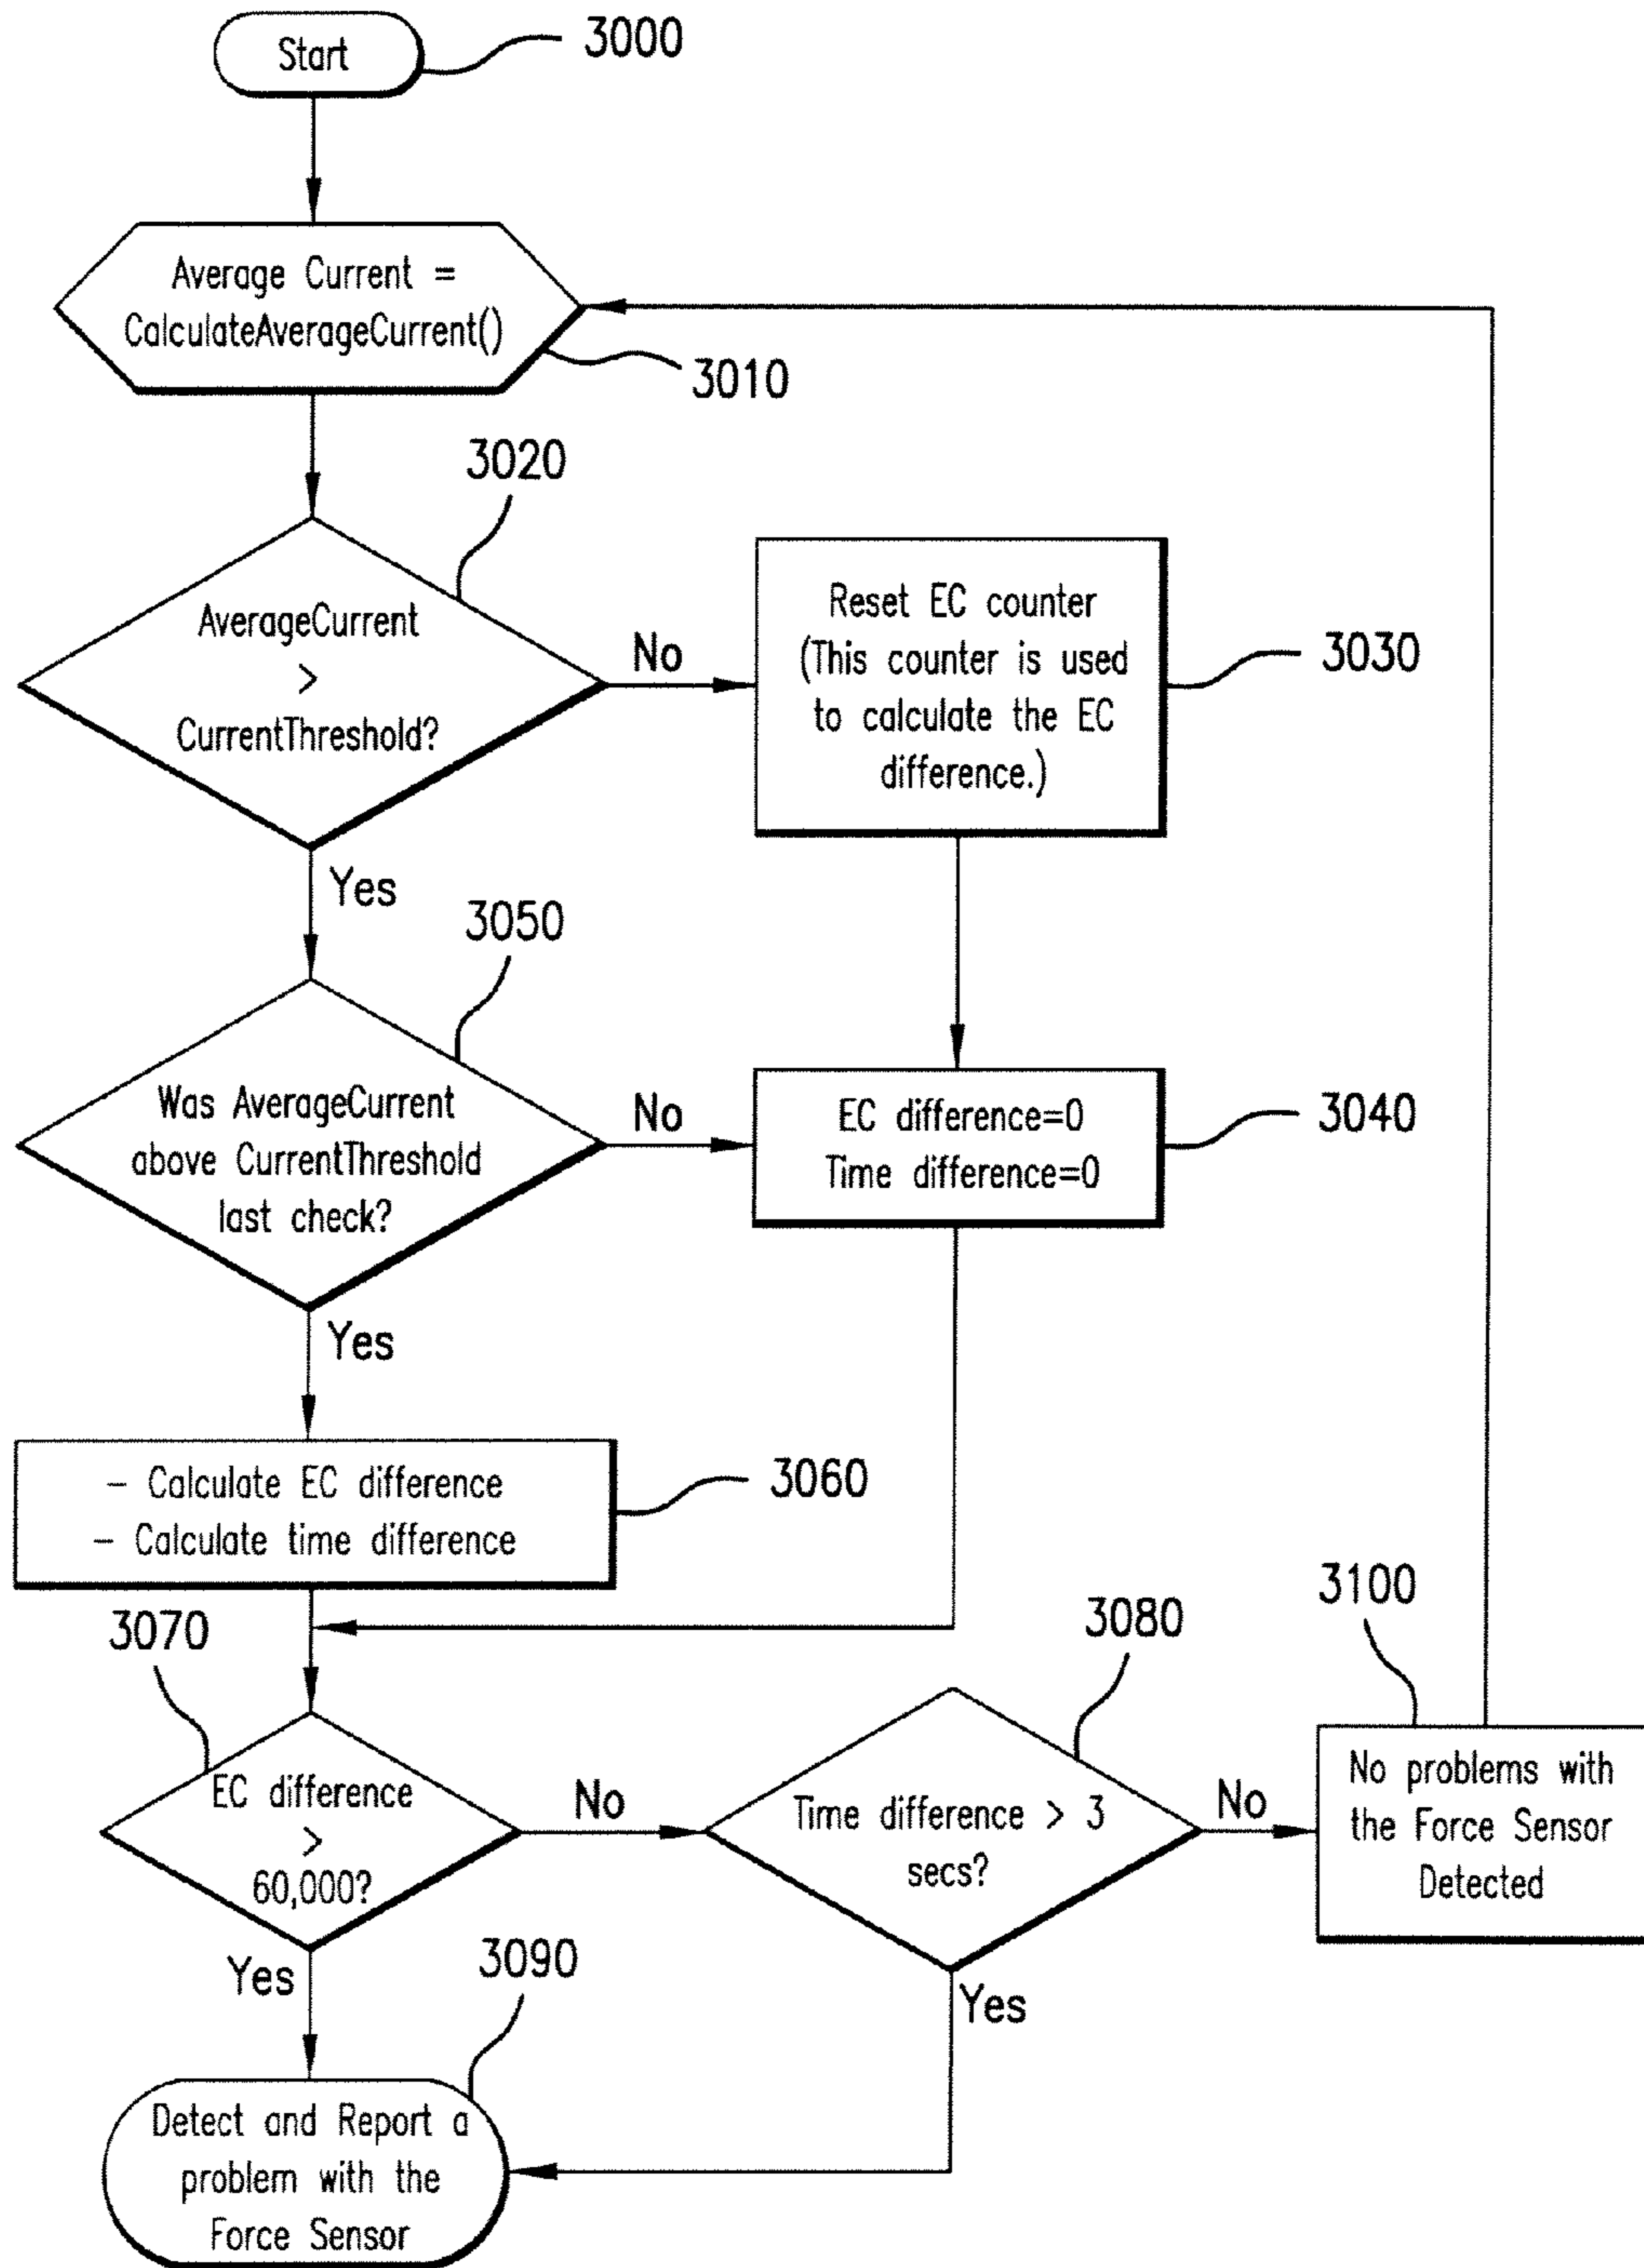 Start
3000
Average Current =
CalculateAverageCurrent()
3010
3020
AverageCurrent
>
CurrentThreshold?
No
Reset EC counter
(This counter is used
to calculate the EC
difference.)
3030
Yes
3050
Was AverageCurrent
above CurrentThreshold
last check?
No
EC difference=0
Time difference=0
3040
Yes
– Calculate EC difference
– Calculate time difference
3060
3070
EC difference
>
60,000?
No
3080
Time difference > 3
secs?
No
3100
No problems with
the Force Sensor
Detected
Yes
Yes
3090
Detect and Report a
problem with the
Force Sensor